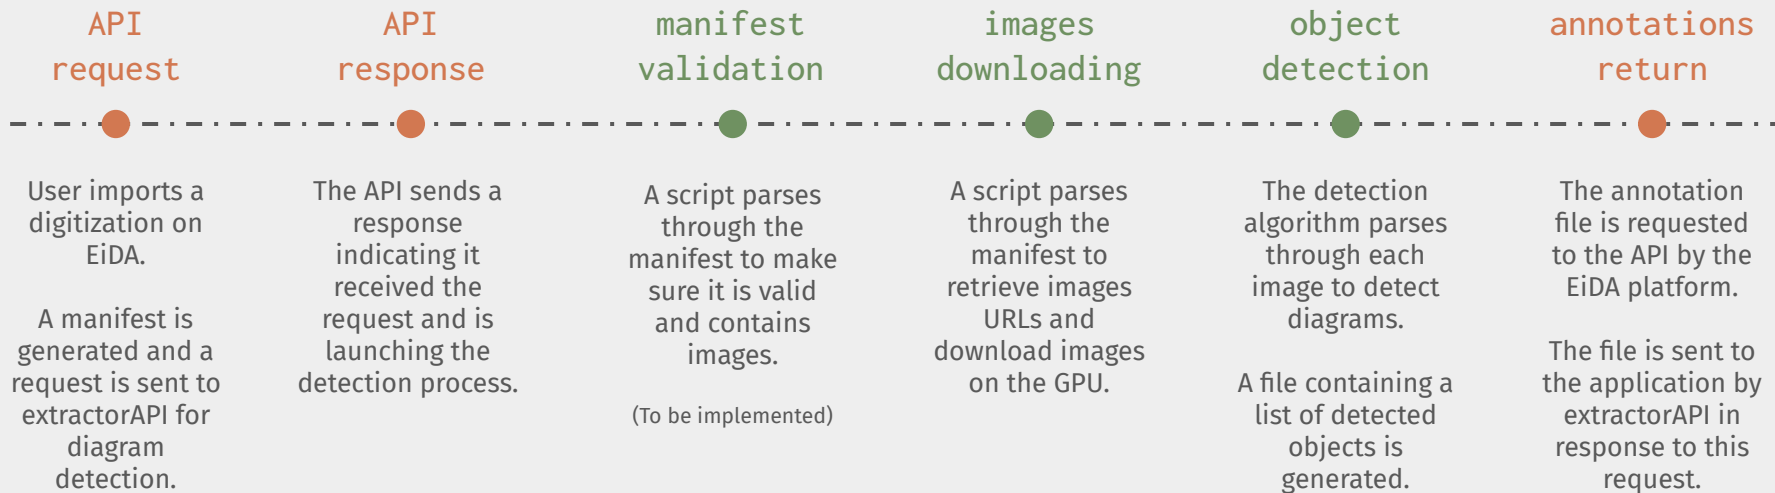 API
request
API
response
manifest
validation
images
downloading
object
detection
annotations
return
User imports a
digitization on
EiDA.
A manifest is
generated and a
request is sent to
extractorAPI for
diagram
detection.
The API sends a
response
indicating it
received the
request and is
launching the
detection process.
A script parses
through the
manifest to make
sure it is valid
and contains
images.
(To be implemented)
A script parses
through the
manifest to
retrieve images
URLs and
download images
on the GPU.
The detection
algorithm parses
through each
image to detect
diagrams.
A file containing a
list of detected
objects is
generated.
The annotation
file is requested
to the API by the
EiDA platform.
The file is sent to
the application by
extractorAPI in
response to this
request.